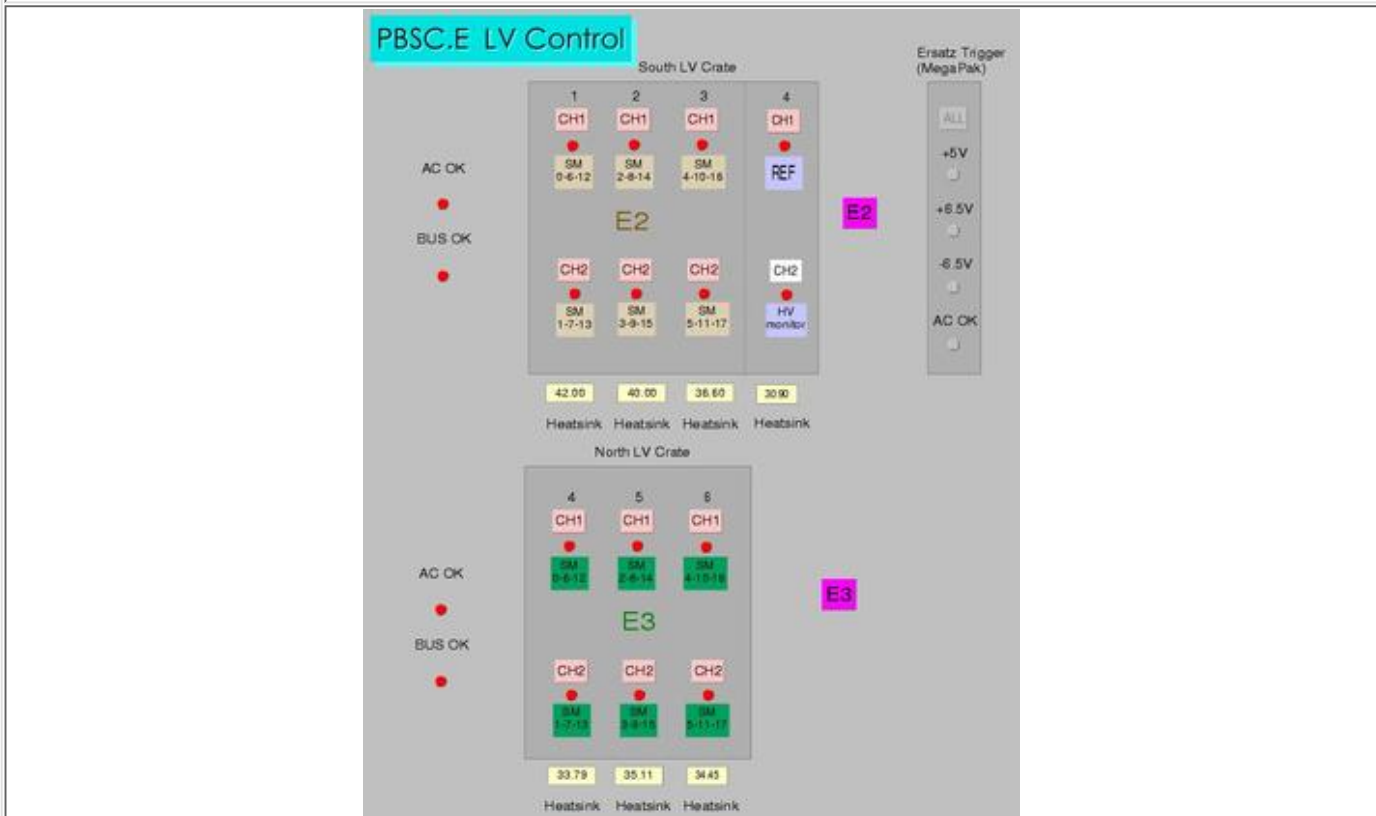 PBSC.E LV Control
Ersatz Trigger
(MegaPak)
South LV Crate
1 2 3 4
CH1 CH1 CH1 CH1
ALL
SM SM SM
0-6-12 2-8-14 4-10-16 REF
AC OK
+5V
E2
E2
+6.5V
BUS OK
-6.5V
CH2 CH2 CH2 CH2
SM SM SM HV
1-7-13 3-9-15 5-11-17 monitor
AC OK
42.00 40.00 36.60 30.90
Heatsink Heatsink Heatsink Heatsink
North LV Crate
4 5 6
CH1 CH1 CH1
SM SM SM
0-6-12 2-8-14 4-10-16
AC OK
E3
E3
BUS OK
CH2 CH2 CH2
SM SM SM
1-7-13 3-9-15 5-11-17
33.79 35.11 34.45
Heatsink Heatsink Heatsink